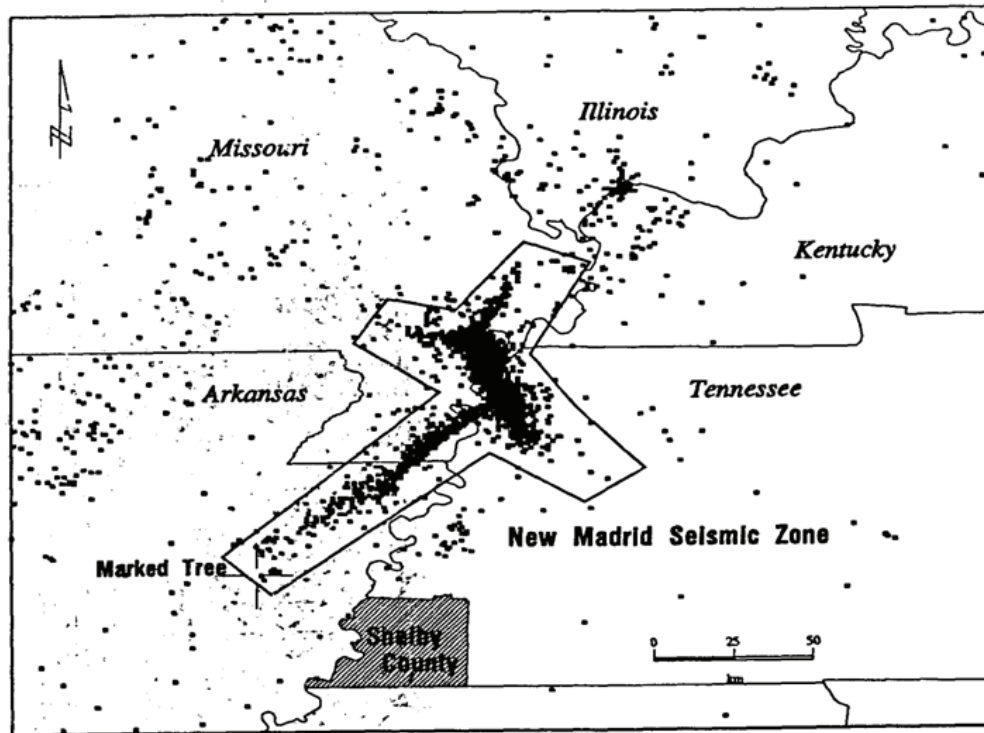 Illinois
Missouri
Kentucky
Arkansas
Tennessee
New Madrid Seismic Zone
Marked Tree
Shelby
County
0 25 50
km